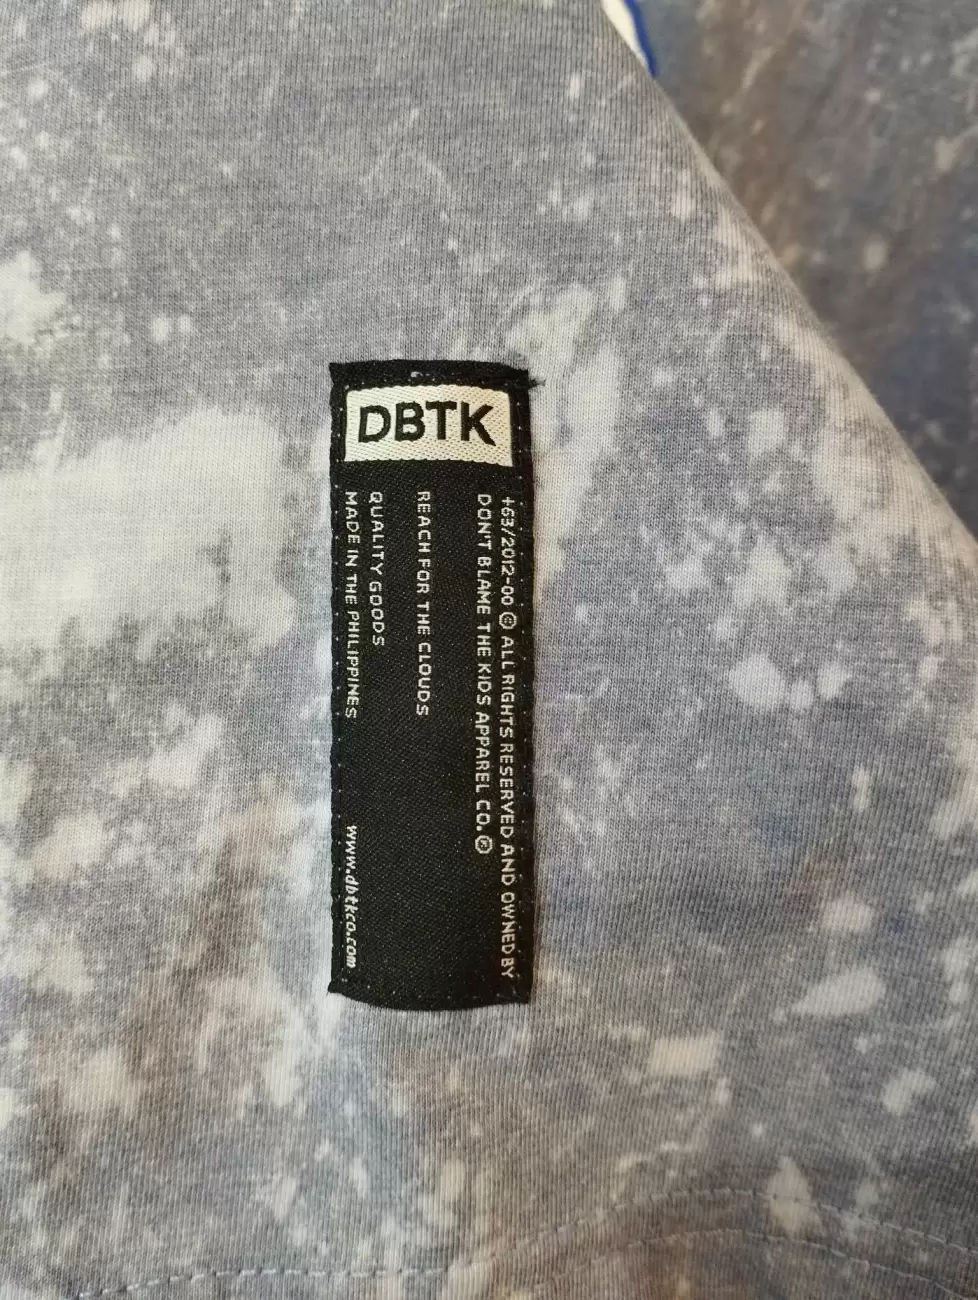 DBTK
+63/2012-00 © ALL RIGHTS RESERVED AND OWNED BY
DON'T BLAME THE KIDS APPAREL CO.®
REACH FOR THE CLOUDS
QUALITY GOODS
MADE IN THE PHILIPPINES
www.dbtkco.com